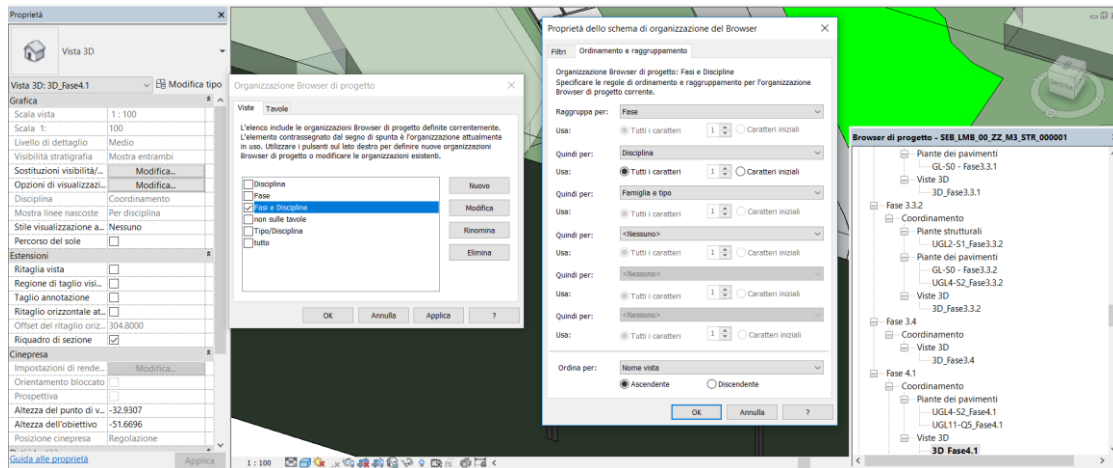 Proprietà
Vista 3D
Vista 3D: 3D_Fase4.1
Modifica tipo
Grafica
Scala vista 1 : 100
Scala 1: 100
Livello di dettaglio Medio
Visibilità stratigrafia Mostra entrambi
Sostituzioni visibilità/... Modifica...
Opzioni di visualizzazi... Modifica...
Disciplina Coordinamento
Mostra linee nascoste Per disciplina
Stile visualizzazione a... Nessuno
Percorso del sole
Estensioni
Ritaglia vista
Regione di taglio visi...
Taglio annotazione
Ritaglio orizzontale at...
Offset del ritaglio oriz... 304.8000
Riquadro di sezione
Cinepresa
Impostazioni di rende... Modifica...
Orientamento bloccato
Prospettiva
Altezza del punto di v... -32.9307
Altezza dell'obiettivo -51.6696
Posizione cinepresa Regolazione
Guida alle proprietà
Applica
Organizzazione Browser di progetto
Viste Tavole
L'elenco include le organizzazioni Browser di progetto definite correntemente.
L'elemento contrassegnato dal segno di spunta è l'organizzazione attualmente
in uso. Utilizzare i pulsanti sul lato destro per definire nuove organizzazioni
Browser di progetto o modificare le organizzazioni esistenti.
Disciplina
Fase
Fasi e Discipline
non sulle tavole
Tipo/Disciplina
tutto
Nuovo
Modifica
Rinomina
Elimina
OK Annulla Applica ?
1 : 100
Proprietà dello schema di organizzazione del Browser
Filtri Ordinamento e raggruppamento
Organizzazione Browser di progetto: Fasi e Discipline
Specificare le regole di ordinamento e raggruppamento per l'organizzazione
Browser di progetto corrente.
Raggruppa per: Fase
Usa: Tutti i caratteri 1 Caratteri iniziali
Quindi per: Disciplina
Usa: Tutti i caratteri 1 Caratteri iniziali
Quindi per: Famiglia e tipo
Usa: Tutti i caratteri 1 Caratteri iniziali
Quindi per: <Nessuno>
Usa: Tutti i caratteri 1 Caratteri iniziali
Quindi per: <Nessuno>
Usa: Tutti i caratteri 1 Caratteri iniziali
Quindi per: <Nessuno>
Usa: Tutti i caratteri 1 Caratteri iniziali
Ordina per: Nome vista
Ascendente Discendente
OK Annulla ?
Browser di progetto - SEB_LMB_00_ZZ_M3_STR_000001
Piante dei pavimenti
GL-S0 - Fase3.3.1
Viste 3D
3D_Fase3.3.1
Fase 3.3.2
Coordinamento
Piante strutturali
UGL2-S1_Fase3.3.2
Piante dei pavimenti
GL-S0 - Fase3.3.2
UGL4-S2_Fase3.3.2
Viste 3D
3D_Fase3.3.2
Fase 3.4
Coordinamento
Viste 3D
3D_Fase3.4
Fase 4.1
Coordinamento
Piante dei pavimenti
UGL4-S2_Fase4.1
UGL11-Q5_Fase4.1
Viste 3D
3D_Fase4.1